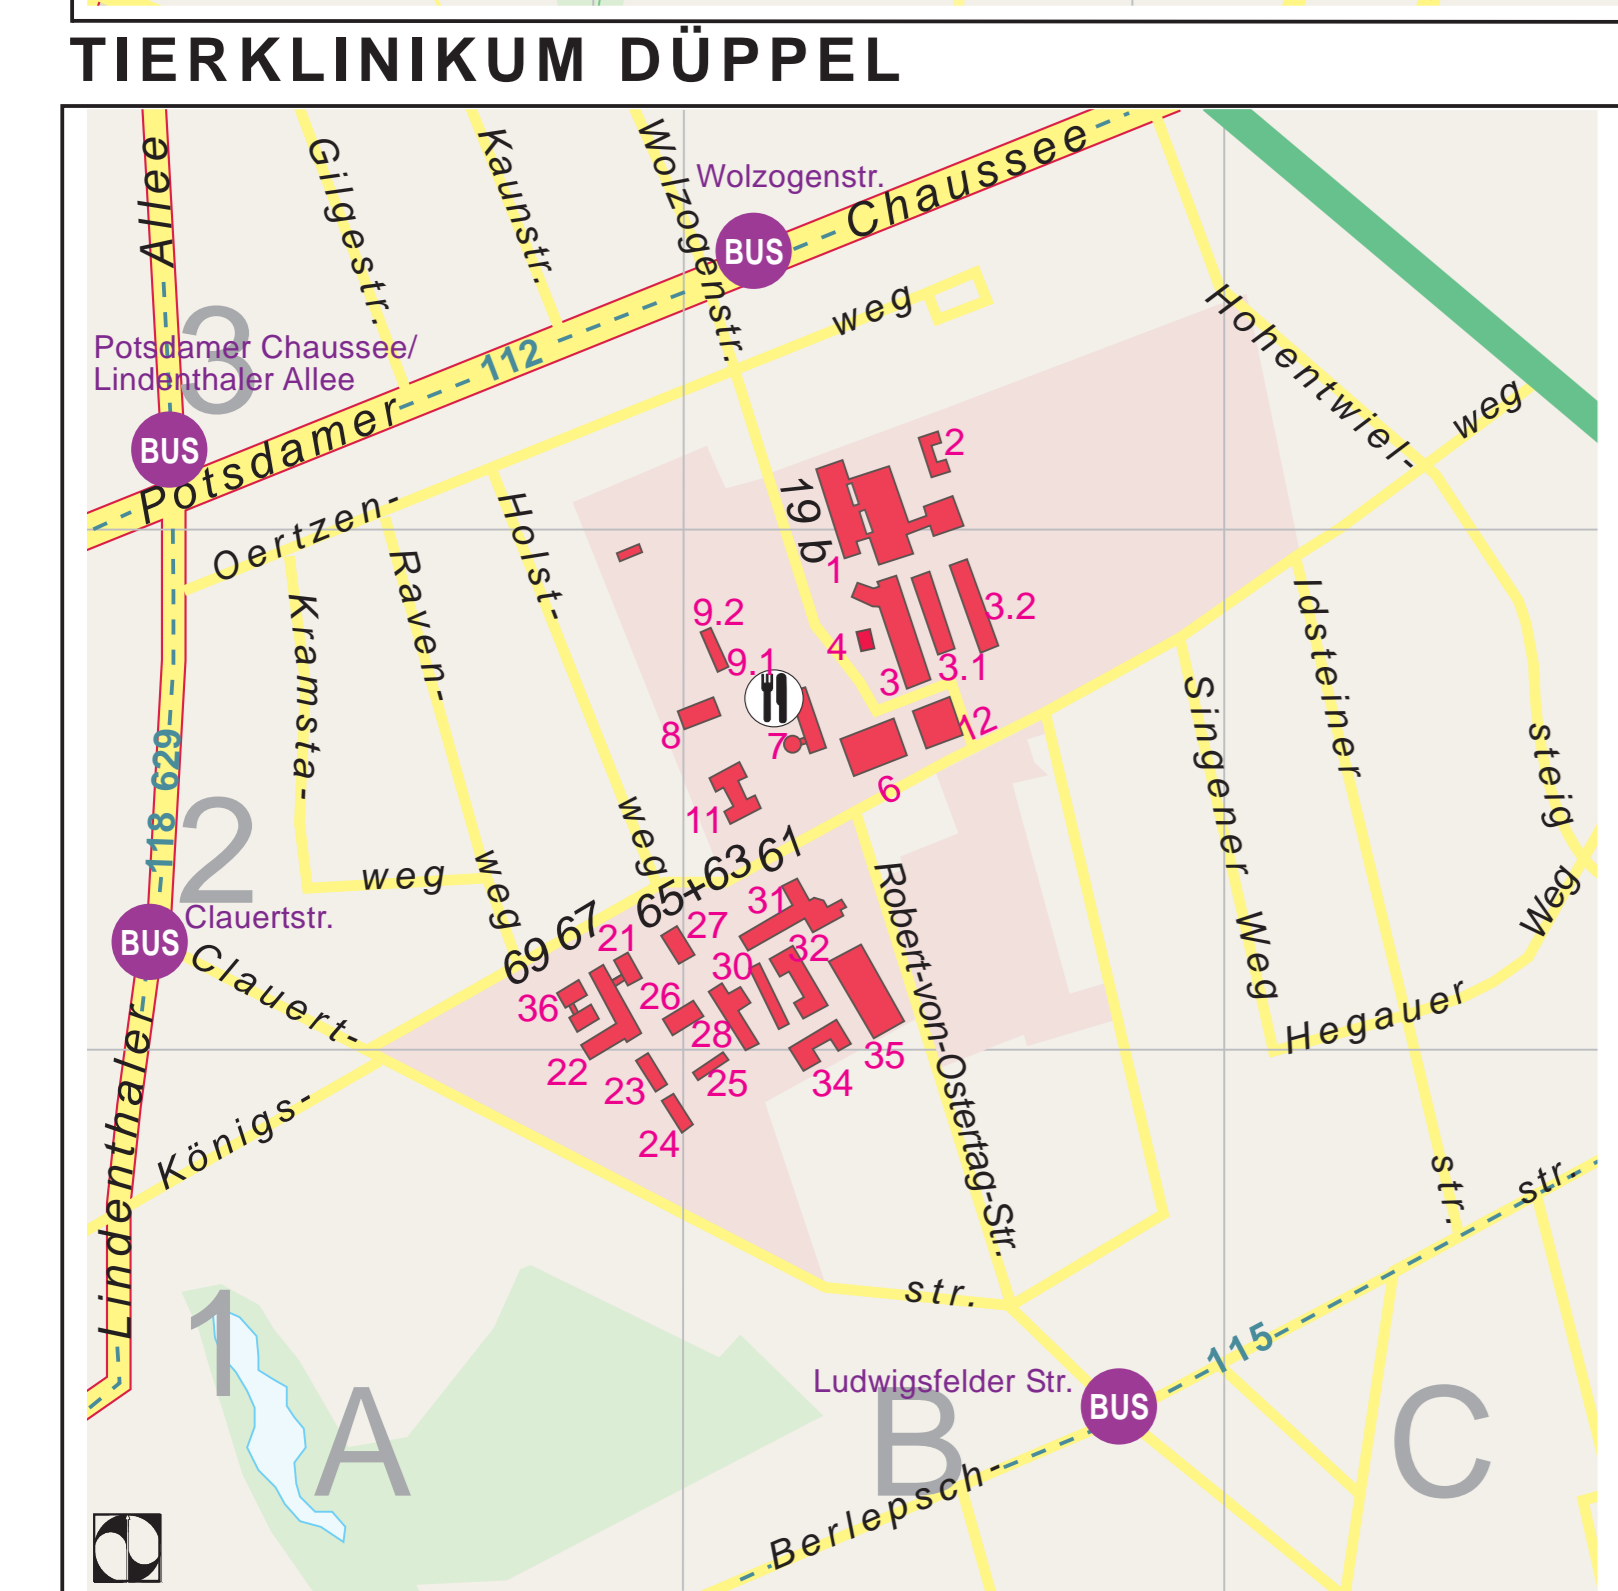 TIERKLINIKUM DÜPPEL
Allee
Gilgestr.
Kaunstr.
Wolzogenstr.
Wolzogenstr.
BUS
Chaussee
weg
Hohentwiel-
weg
3
Potsdamer Chaussee/
Lindenthaler Allee
BUS
112
Potsdamer
Oertzen-
Kramsta-
Raven-
Holst-
19 b
2
1
3.2
3.1
3
4
9.2
9.1
8
7
12
6
11
Idsteiner
Singener Weg
steig
118 629
2
weg
weg
weg
Clauertstr.
BUS
Clauert-
69 67
65+63 61
21
27
31
32
30
26
36
28
22
23
25
24
34
35
Robert-von-Ostertag-Str.
Weg
Hegauer
Königs-
Lindenthaler
str.
str.
str.
115
Ludwigsfelder Str.
BUS
1
A
B
C
Berlepsch-